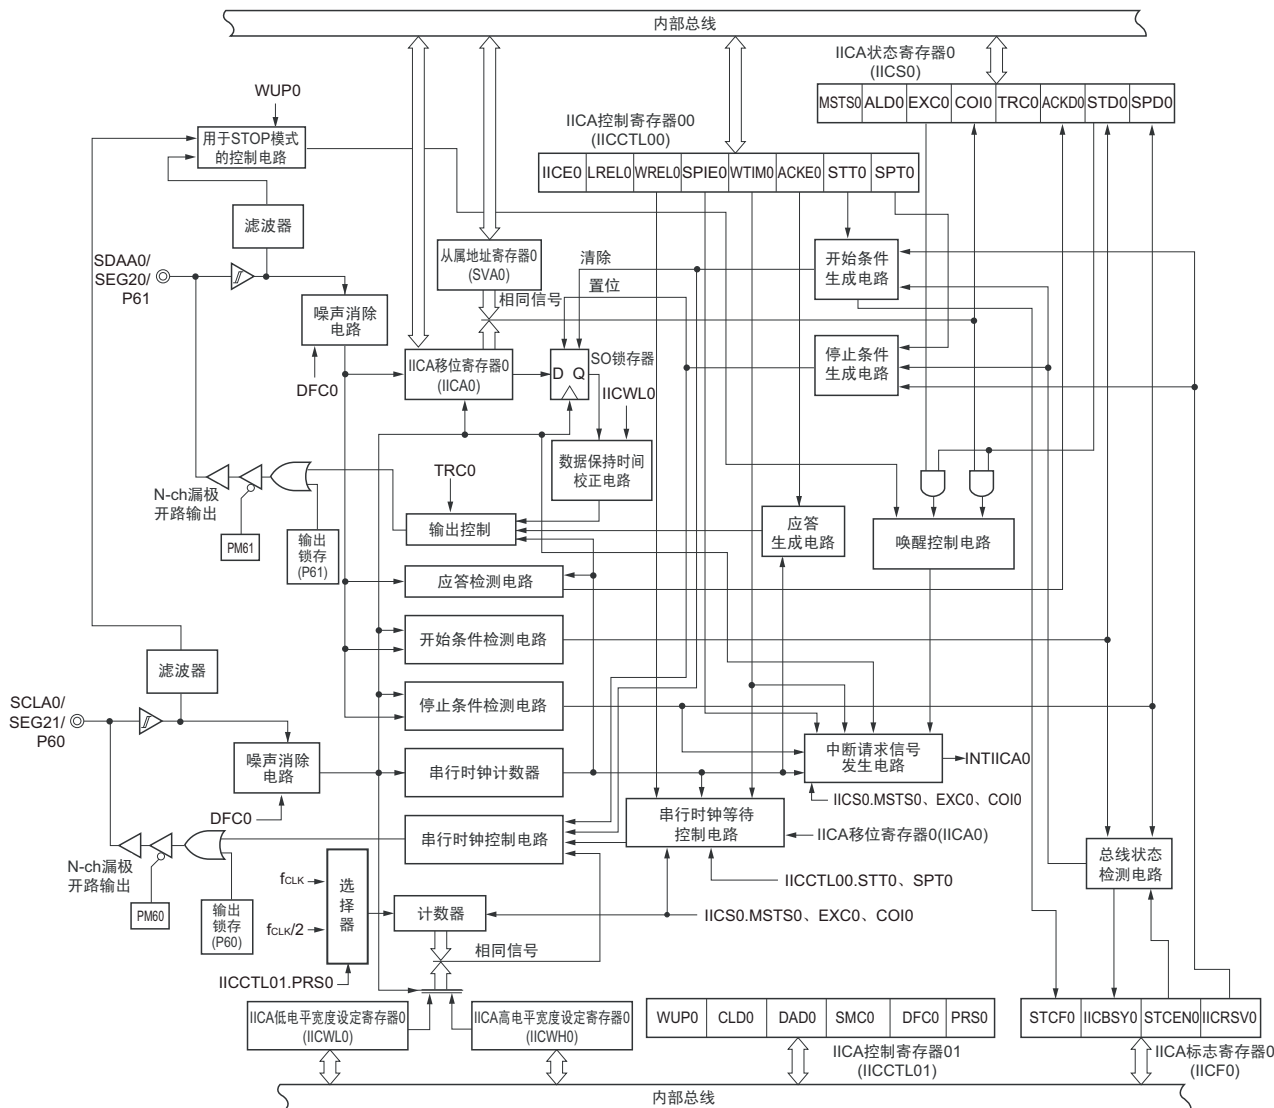 内部总线
IICA状态寄存器0
(IICS0)
MSTS0 ALD0 EXC0 COI0 TRC0 ACKD0 STD0 SPD0
WUP0
用于STOP模式
的控制电路
IICA控制寄存器00
(IICCTL00)
IICE0 LREL0 WREL0 SPIE0 WTIM0 ACKE0 STT0 SPT0
滤波器
SDAA0/
SEG20/
P61
从属地址寄存器0
(SVA0)
清除
置位
开始条件
生成电路
噪声消除
电路
相同信号
DFC0
IICA移位寄存器0
(IICA0)
D Q
SO锁存器
停止条件
生成电路
IICWL0
数据保持时间
校正电路
TRC0
N-ch漏极
开路输出
PM61
输出
锁存
(P61)
输出控制
应答
生成电路
唤醒控制电路
应答检测电路
开始条件检测电路
滤波器
SCLA0/
SEG21/
P60
停止条件检测电路
噪声消除
电路
串行时钟计数器
中断请求信号
发生电路
INTIICA0
DFC0
IICS0.MSTS0、EXC0、COI0
串行时钟控制电路
串行时钟等待
控制电路
IICA移位寄存器0(IICA0)
总线状态
检测电路
N-ch漏极
开路输出
PM60
输出
锁存
(P60)
fCLK
fCLK/2
选择器
IICCTL01.PRS0
计数器
IICCTL00.STT0、SPT0
IICS0.MSTS0、EXC0、COI0
相同信号
IICA低电平宽度设定寄存器0
(IICWL0)
IICA高电平宽度设定寄存器0
(IICWH0)
WUP0 CLD0 DAD0 SMC0 DFC0 PRS0
IICA控制寄存器01
(IICCTL01)
STCF0 IICBSY0 STCEN0 IICRSV0
IICA标志寄存器0
(IICF0)
内部总线